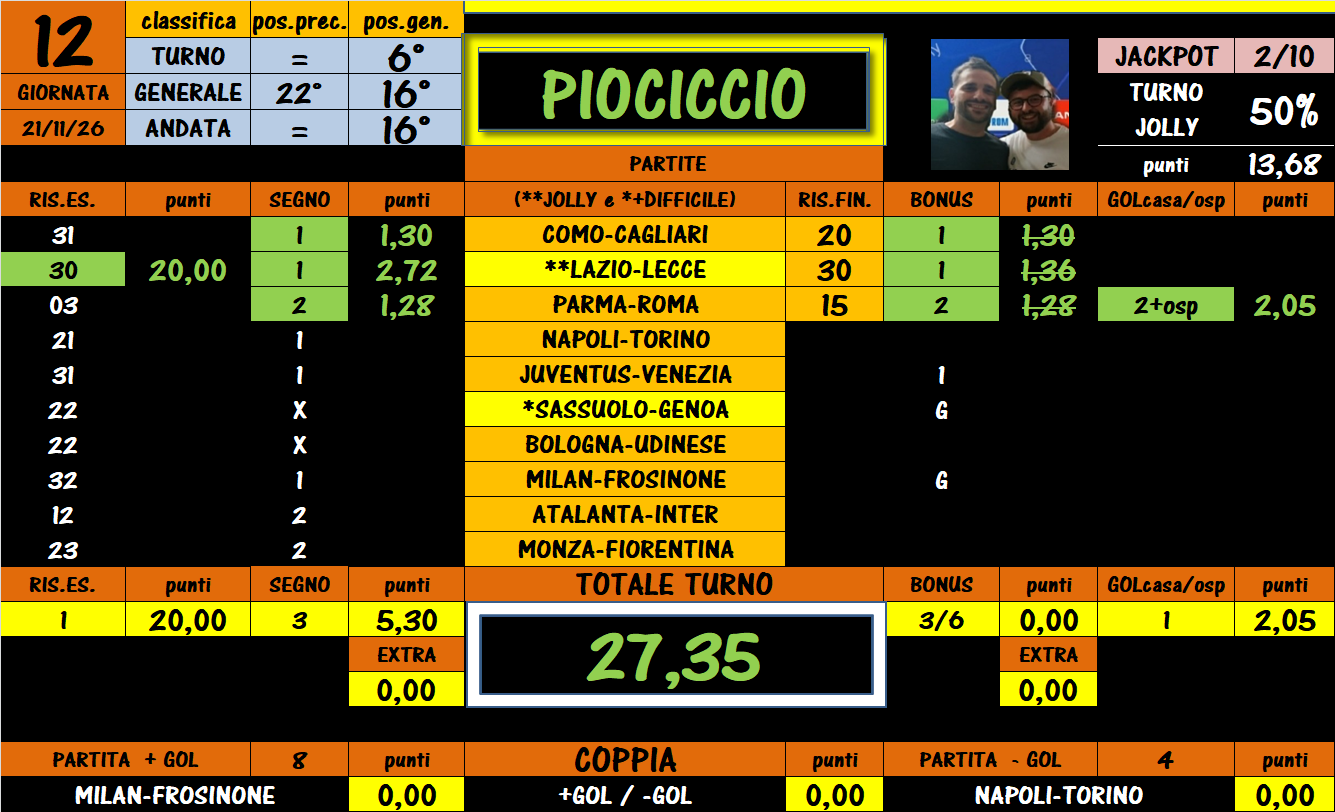 12 classifica pos.prec. pos.gen.
TURNO = 6°
GIORNATA GENERALE 22° 16°
21/11/26 ANDATA = 16°
PIOCICCIO
ROM
JACKPOT 2/10
TURNO JOLLY 50%
punti 13,68
PARTITE
RIS.ES. punti SEGNO punti (**JOLLY e *+DIFFICILE) RIS.FIN. BONUS punti GOLcasa/osp punti
31 1 1,30 COMO-CAGLIARI 20 1 1,30
30 20,00 1 2,72 **LAZIO-LECCE 30 1 1,36
03 2 1,28 PARMA-ROMA 15 2 1,28 2+osp 2,05
21 1 NAPOLI-TORINO
31 1 JUVENTUS-VENEZIA 1
22 X *SASSUOLO-GENOA G
22 X BOLOGNA-UDINESE
32 1 MILAN-FROSINONE G
12 2 ATALANTA-INTER
23 2 MONZA-FIORENTINA
RIS.ES. punti SEGNO punti TOTALE TURNO BONUS punti GOLcasa/osp punti
1 20,00 3 5,30 27,35 3/6 0,00 1 2,05
EXTRA EXTRA
0,00 0,00
PARTITA + GOL 8 punti COPPIA punti PARTITA - GOL 4 punti
MILAN-FROSINONE 0,00 +GOL / -GOL 0,00 NAPOLI-TORINO 0,00